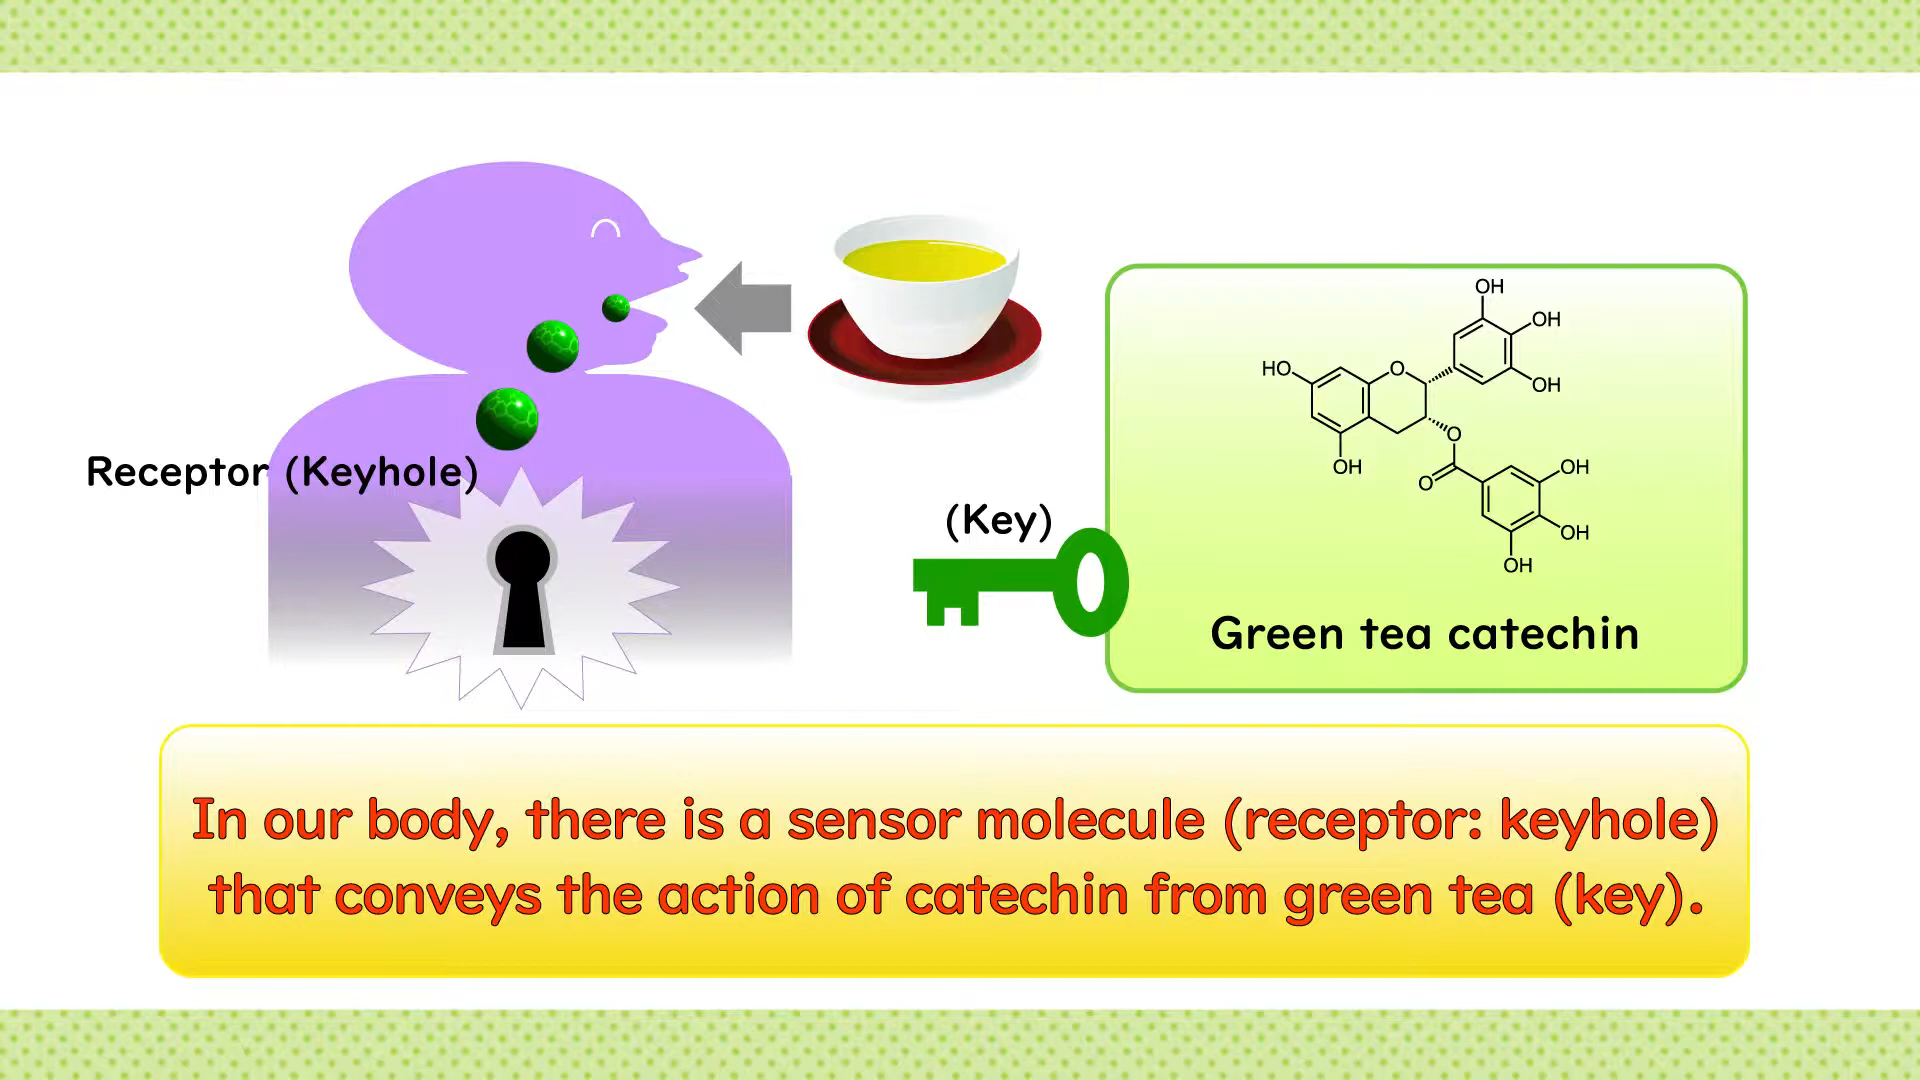 OH
OH
HO
O
OH
O
OH
O
OH
OH
OH
Receptor (Keyhole)
(Key)
Green tea catechin
In our body, there is a sensor molecule (receptor: keyhole)
that conveys the action of catechin from green tea (key).